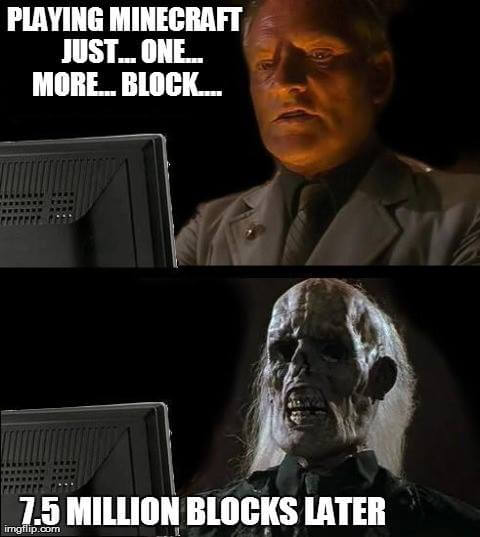 PLAYING MINECRAFT
JUST... ONE...
MORE... BLOCK....
7.5 MILLION BLOCKS LATER
imgflip.com